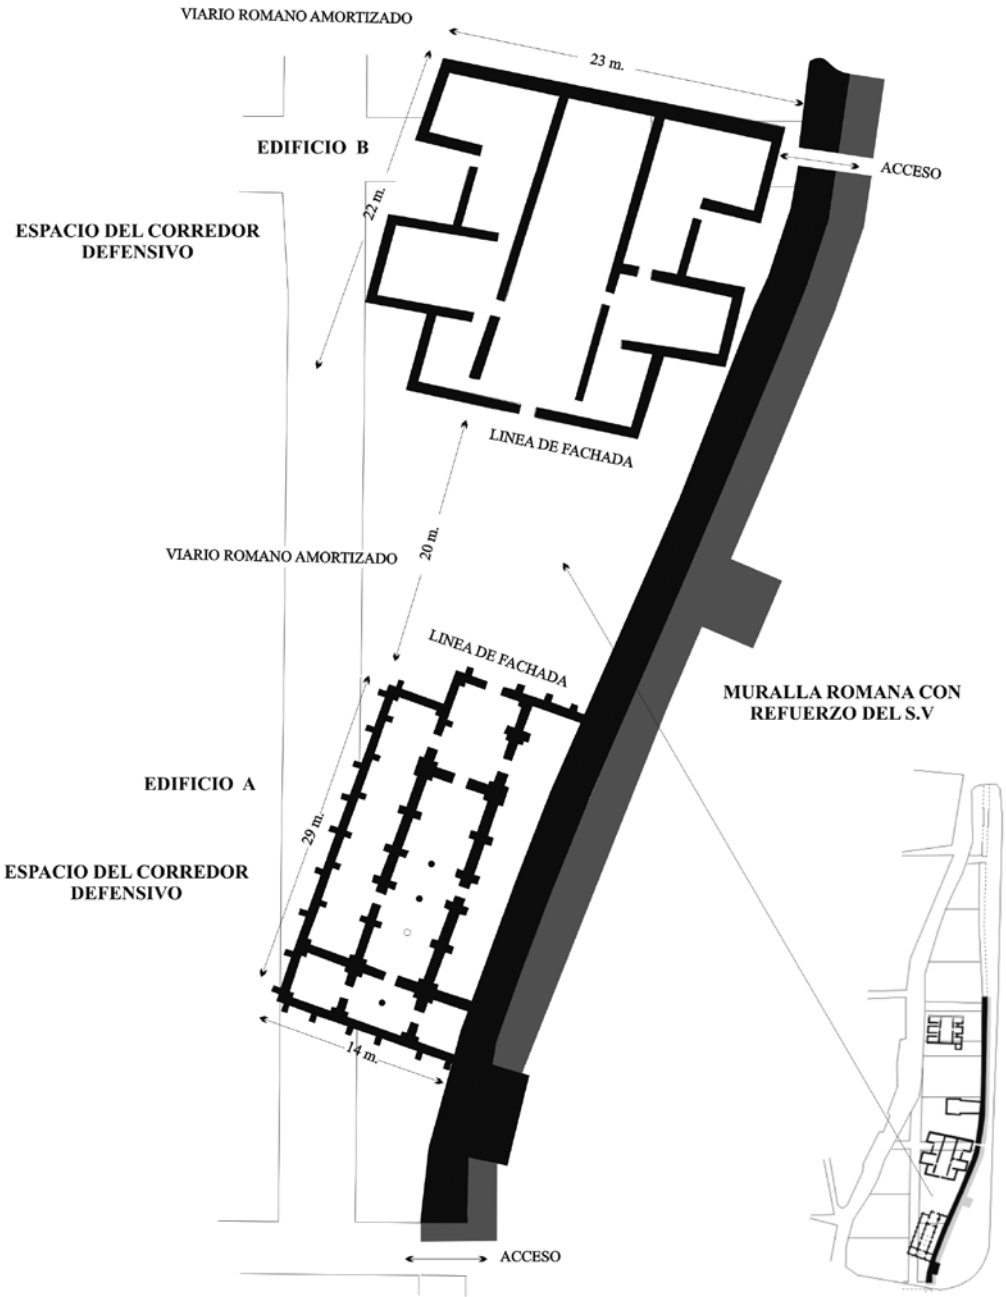 VIARIO ROMANO AMORTIZADO
23 m.
EDIFICIO B
ACCESO
22 m.
ESPACIO DEL CORREDOR
DEFENSIVO
LINEA DE FACHADA
20 m.
VIARIO ROMANO AMORTIZADO
LINEA DE FACHADA
MURALLA ROMANA CON
REFUERZO DEL S.V
EDIFICIO A
29 m.
ESPACIO DEL CORREDOR
DEFENSIVO
14 m.
ACCESO